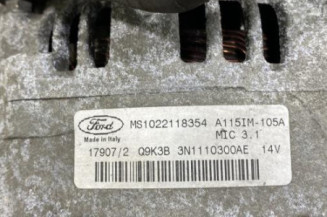 Ford
MS1022118354 A115IM-105A
Made in Italy MIC 3.1
17907/2 Q9K3B 3N1110300AE 14V